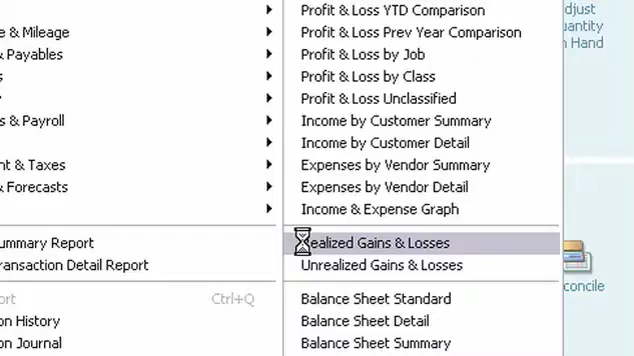 Profit & Loss YTD Comparison
e & Mileage
Profit & Loss Prev Year Comparison
& Payables
Profit & Loss by Job
s
Profit & Loss by Class
Profit & Loss Unclassified
s & Payroll
Income by Customer Summary
Income by Customer Detail
nt & Taxes
Expenses by Vendor Summary
& Forecasts
Expenses by Vendor Detail
Income & Expense Graph
ummary Report
ealized Gains & Losses
ransaction Detail Report
Unrealized Gains & Losses
ort
Ctrl+Q
Balance Sheet Standard
on History
Balance Sheet Detail
on Journal
Balance Sheet Summary
djust
uantity
n Hand
concile